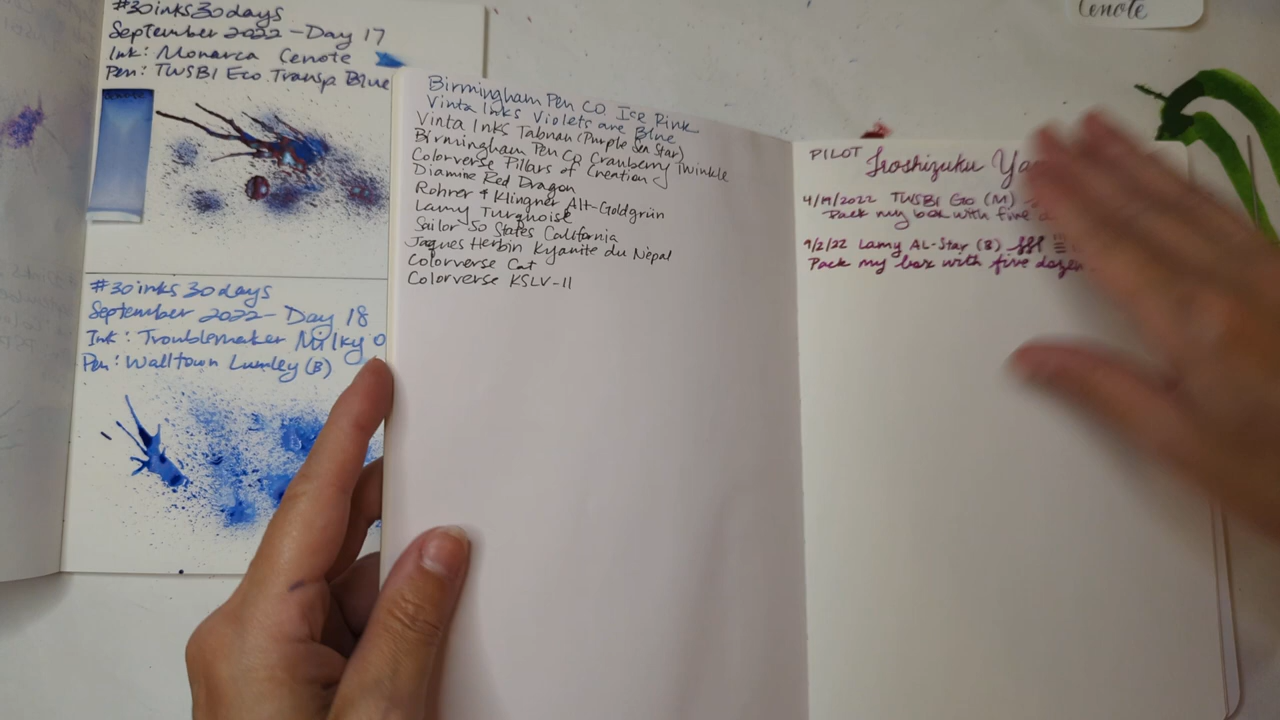 #30inks30days
September 2022 - Day 17
Ink: Monarca Cenote
Pen: TWSBI Eco Transp Blue
#30inks30days
September 2022 - Day 18
Ink: Troublemaker Milky O
Pen: Walltown Lumley (B)
Birmingham Pen Co Ice Pink
Vinta Inks Violets are Blue
Vinta Inks Tabnan (Purple Sea Star)
Birmingham Pen Co Cranberry Twinkle
Colorverse Pillars of Creation
Diamine Red Dragon
Rohrer & Klingner Alt-Goldgrün
Lamy Turquoise
Sailor 50 States California
Jaques Herbin Kyanite du Népal
Colorverse Cat
Colorverse KSLV-II
PILOT Iroshizuku Ya
4/19/2022 TWSBI Go (M)
Pack my box with five d
9/2/22 Lamy AL-Star (B)
Pack my box with five dozen
Cenote